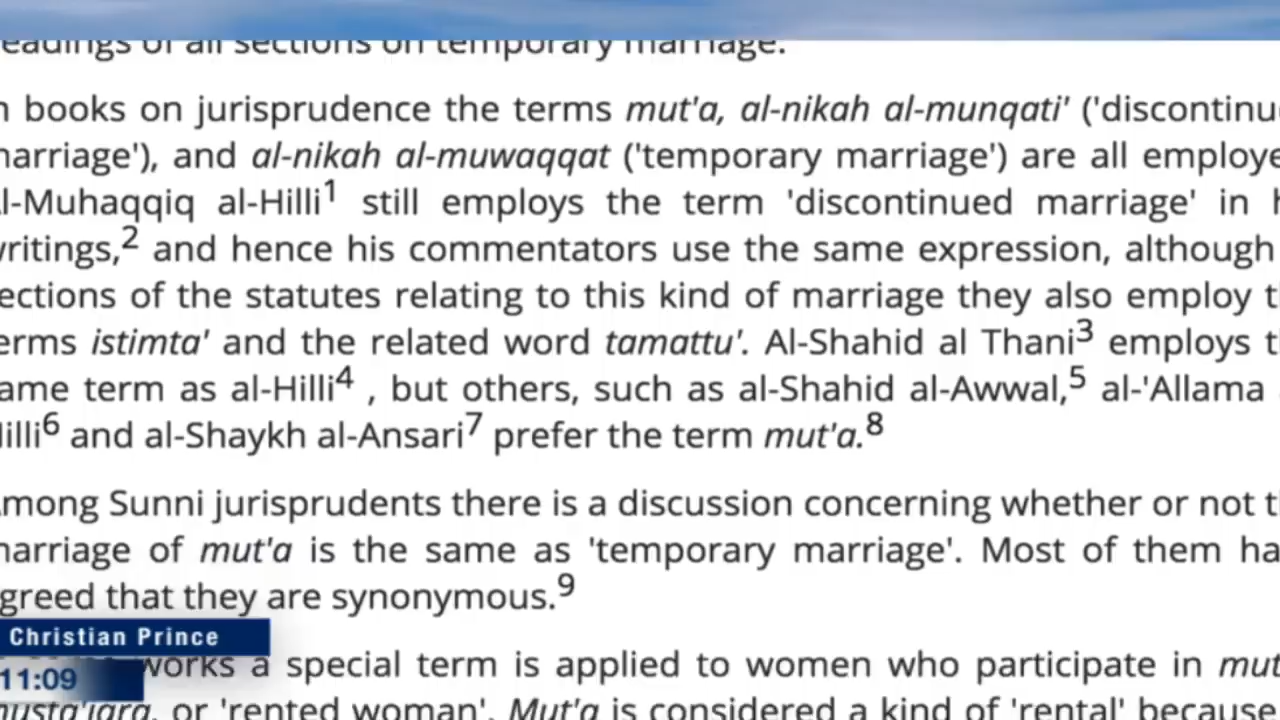 eadings of all sections on temporary marriage.
n books on jurisprudence the terms mut'a, al-nikah al-munqati' ('discontinu
narriage'), and al-nikah al-muwaqqat ('temporary marriage') are all employe
l-Muhaqqiq al-Hilli1 still employs the term 'discontinued marriage' in h
vritings,2 and hence his commentators use the same expression, although
ections of the statutes relating to this kind of marriage they also employ th
erms istimta' and the related word tamattu'. Al-Shahid al Thani3 employs th
ame term as al-Hilli4 , but others, such as al-Shahid al-Awwal,5 al-'Allama
illi6 and al-Shaykh al-Ansari7 prefer the term mut'a.8
mong Sunni jurisprudents there is a discussion concerning whether or not th
narriage of mut'a is the same as 'temporary marriage'. Most of them ha
greed that they are synonymous.9
Christian Prince
works a special term is applied to women who participate in mut
11:09
musta'jara, or 'rented woman'. Mut'a is considered a kind of 'rental' because